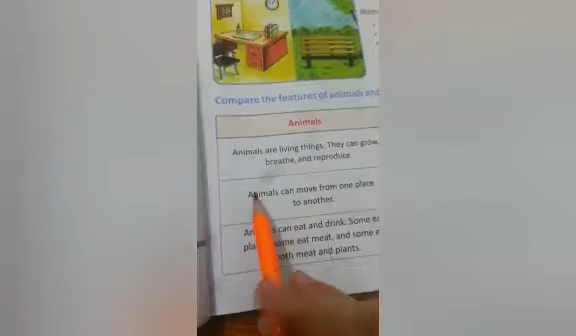 Compare the features of animals and
Animals
Animals are living things. They can grow,
breathe, and reproduce.
Animals can move from one place
to another.
can eat and drink. Some
some eat meat, and some
both meat and plants.